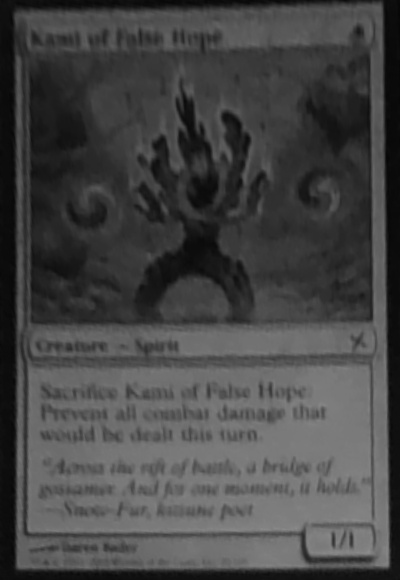 Kami of False Hope
Creature – Spirit
Sacrifice Kami of False Hope:
Prevent all combat damage that
would be dealt this turn.
"Across the rift of battle, a bridge of
gossamer. And for one moment, it holds."
—Snow-Fur, kitsune poet
1/1